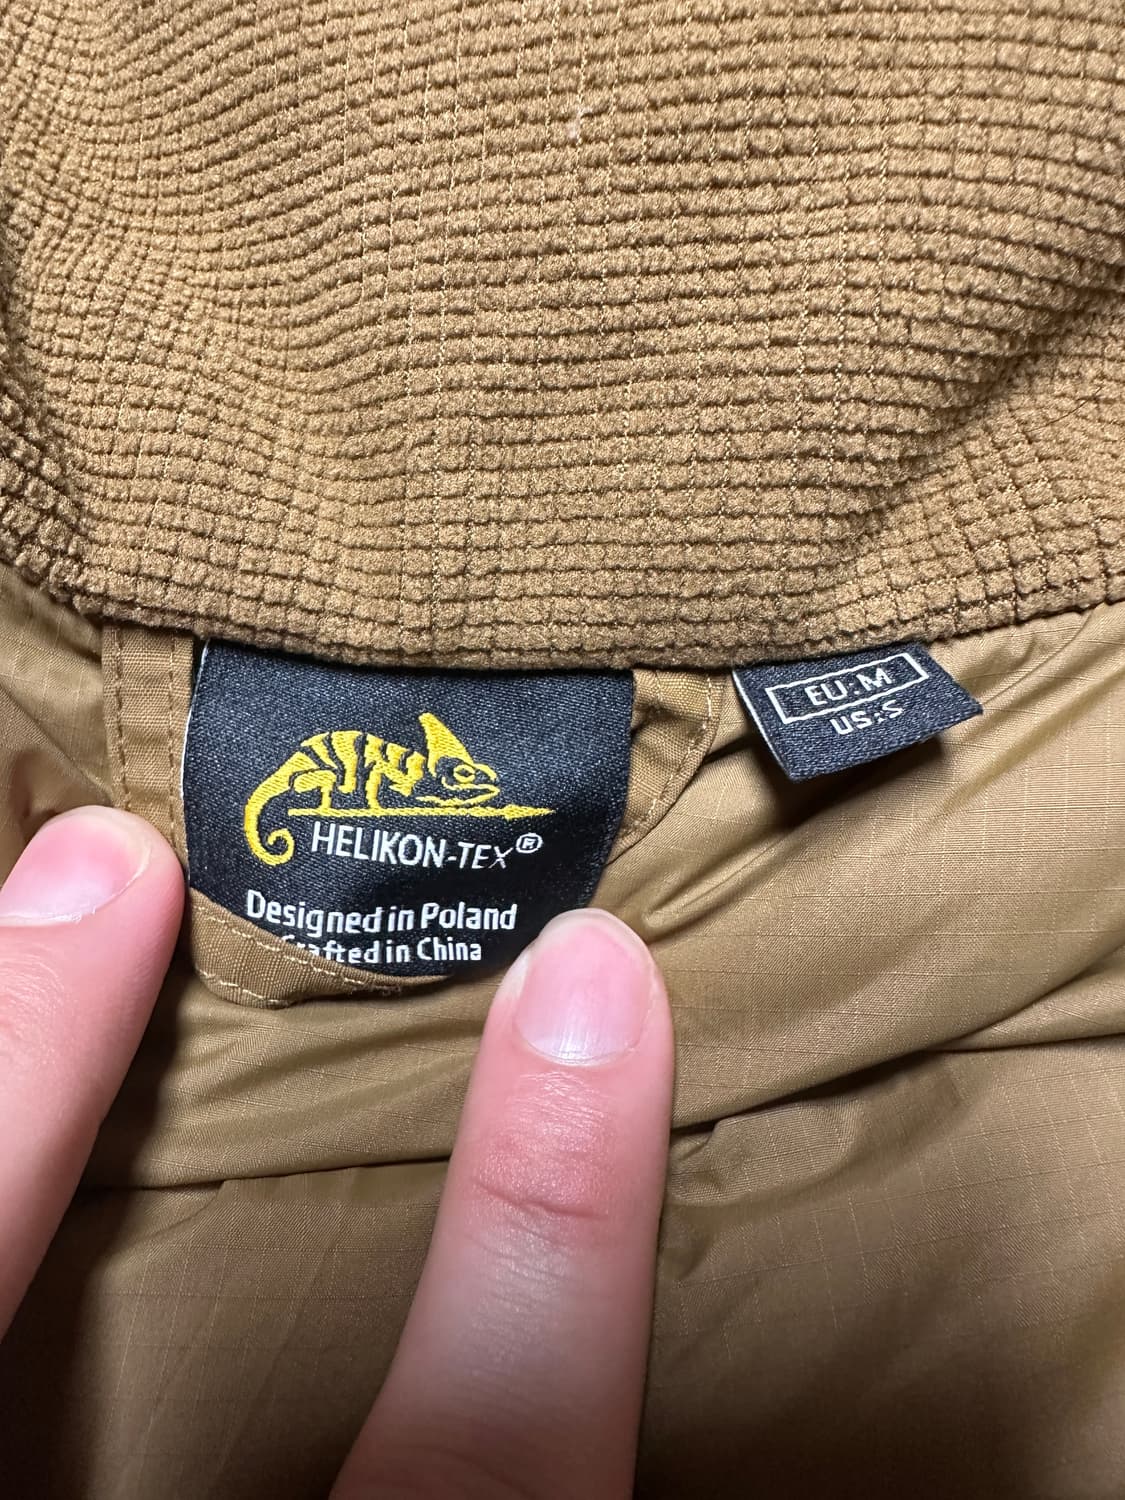 HELIKON-TEX®
Designed in Poland
Crafted in China
EU:M
US:S